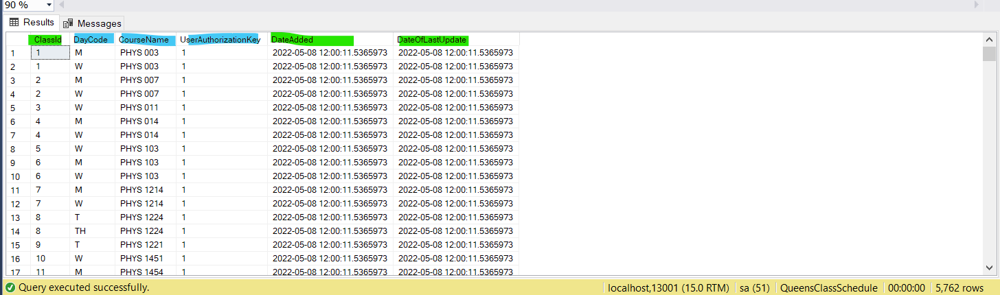 90 %
Results Messages
ClassId DayCode CourseName UserAuthorizationKey DateAdded DateOfLastUpdate
1 1 M PHYS 003 1 2022-05-08 12:00:11.5365973 2022-05-08 12:00:11.5365973
2 1 W PHYS 003 1 2022-05-08 12:00:11.5365973 2022-05-08 12:00:11.5365973
3 2 M PHYS 007 1 2022-05-08 12:00:11.5365973 2022-05-08 12:00:11.5365973
4 2 W PHYS 007 1 2022-05-08 12:00:11.5365973 2022-05-08 12:00:11.5365973
5 3 W PHYS 011 1 2022-05-08 12:00:11.5365973 2022-05-08 12:00:11.5365973
6 4 M PHYS 014 1 2022-05-08 12:00:11.5365973 2022-05-08 12:00:11.5365973
7 4 W PHYS 014 1 2022-05-08 12:00:11.5365973 2022-05-08 12:00:11.5365973
8 5 W PHYS 103 1 2022-05-08 12:00:11.5365973 2022-05-08 12:00:11.5365973
9 6 M PHYS 103 1 2022-05-08 12:00:11.5365973 2022-05-08 12:00:11.5365973
10 6 W PHYS 103 1 2022-05-08 12:00:11.5365973 2022-05-08 12:00:11.5365973
11 7 M PHYS 1214 1 2022-05-08 12:00:11.5365973 2022-05-08 12:00:11.5365973
12 7 W PHYS 1214 1 2022-05-08 12:00:11.5365973 2022-05-08 12:00:11.5365973
13 8 T PHYS 1224 1 2022-05-08 12:00:11.5365973 2022-05-08 12:00:11.5365973
14 8 TH PHYS 1224 1 2022-05-08 12:00:11.5365973 2022-05-08 12:00:11.5365973
15 9 T PHYS 1221 1 2022-05-08 12:00:11.5365973 2022-05-08 12:00:11.5365973
16 10 W PHYS 1451 1 2022-05-08 12:00:11.5365973 2022-05-08 12:00:11.5365973
17 11 M PHYS 1454 1 2022-05-08 12:00:11.5365973 2022-05-08 12:00:11.5365973
Query executed successfully. localhost,13001 (15.0 RTM) sa (51) QueensClassSchedule 00:00:00 5,762 rows